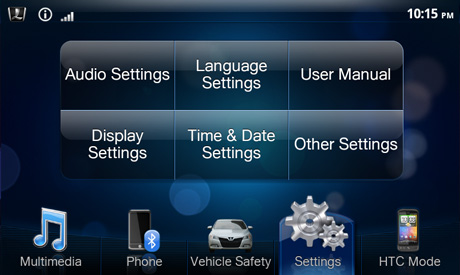 10:15 PM
Audio Settings
Language
Settings
User Manual
Display
Settings
Time & Date
Settings
Other Settings
Multimedia
Phone
Vehicle Safety
Settings
HTC Mode